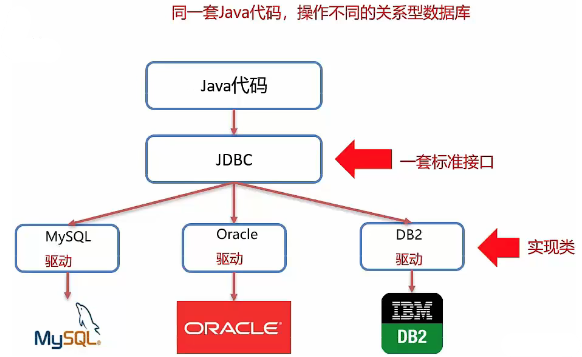 同一套Java代码，操作不同的关系型数据库
Java代码
JDBC
一套标准接口
MySQL
驱动
Oracle
驱动
DB2
驱动
实现类
MySQL®
ORACLE®
IBM
DB2